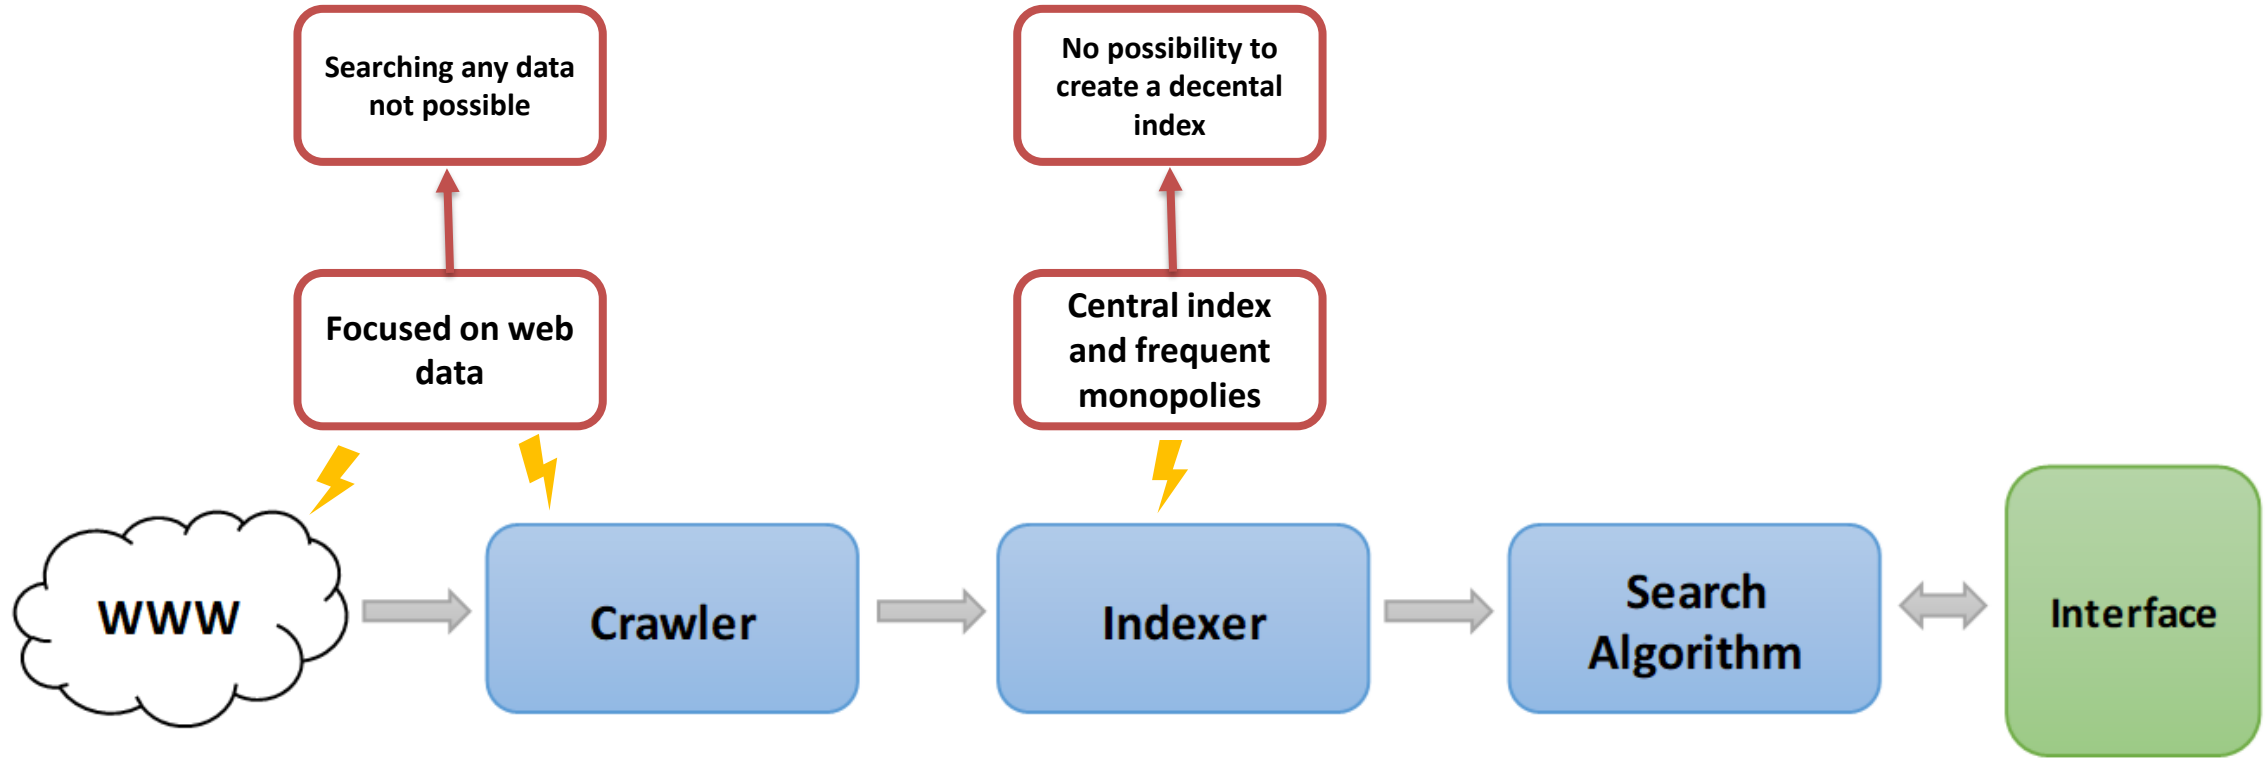 Searching any data
not possible
No possibility to
create a decental
index
Focused on web
data
Central index
and frequent
monopolies
WWW
Crawler
Indexer
Search
Algorithm
Interface